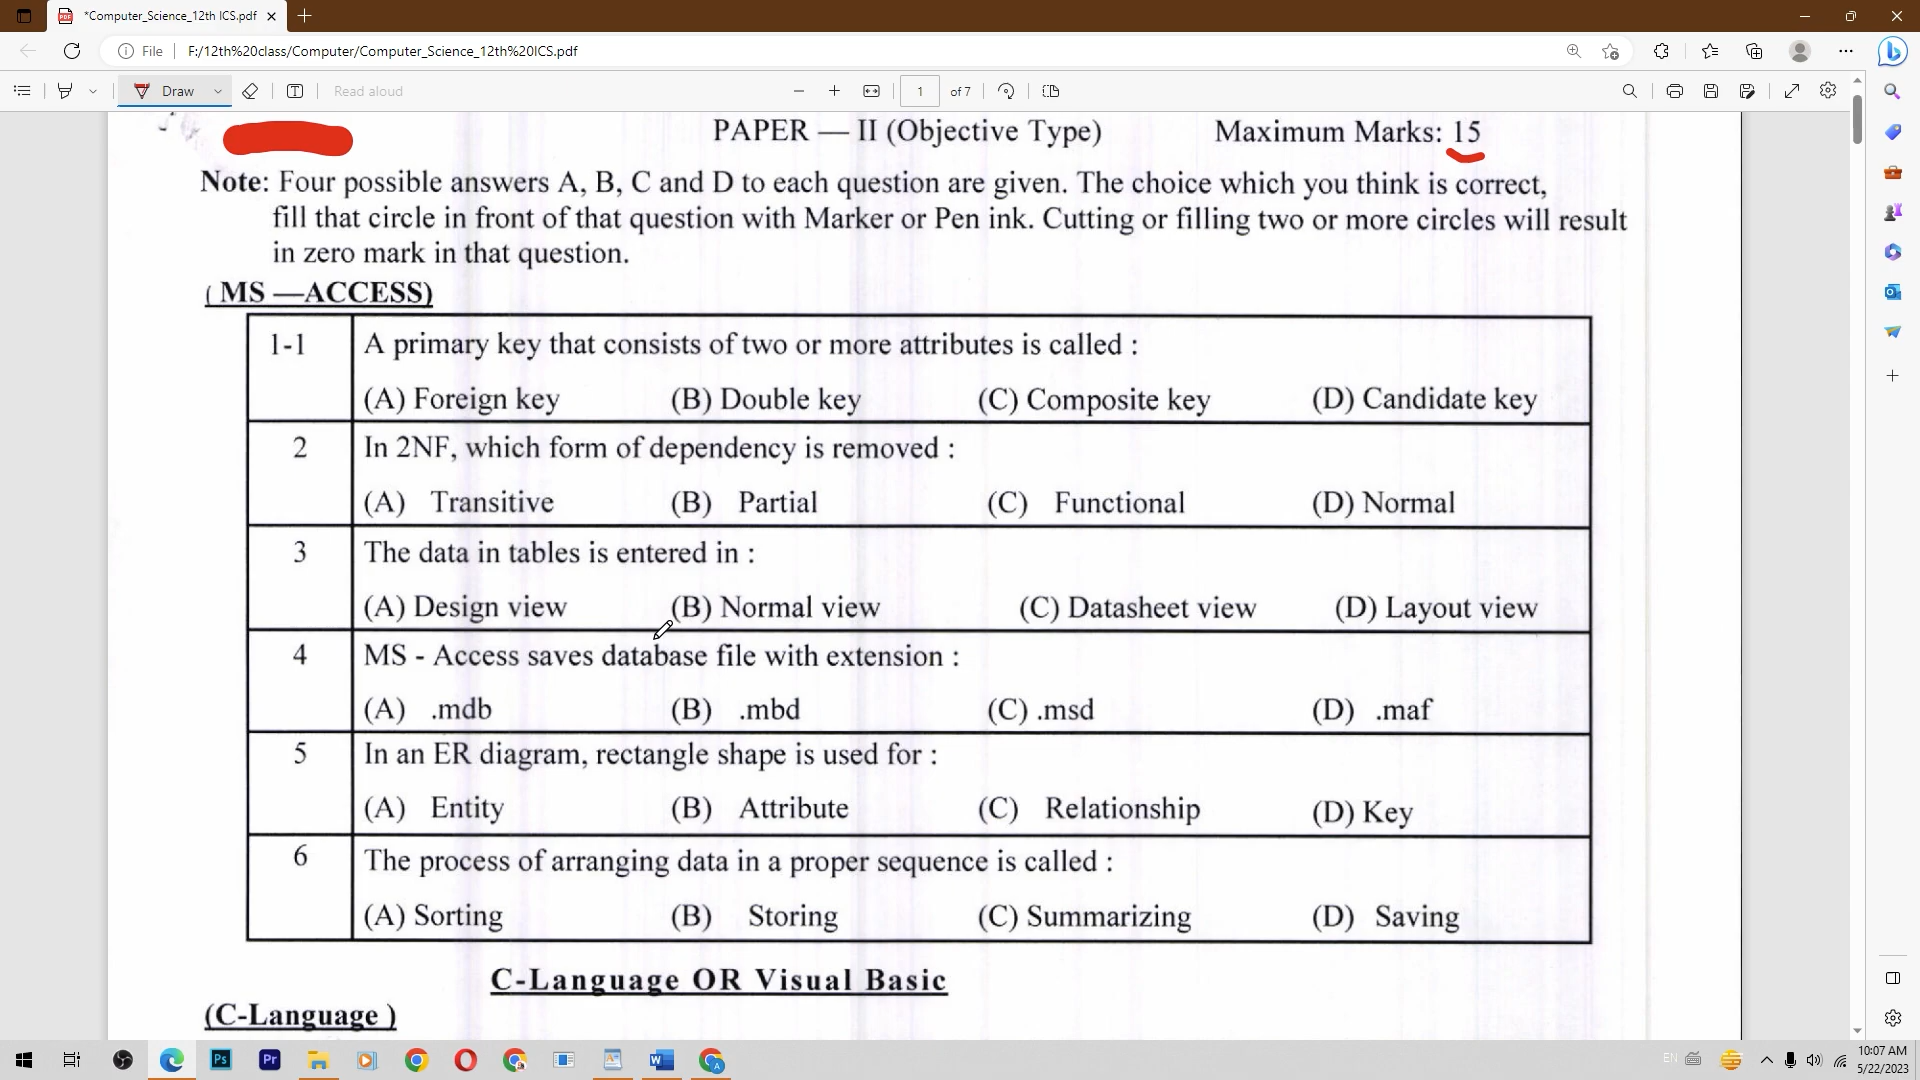 *Computer_Science_12th ICS.pdf
File F:/12th%20class/Computer/Computer_Science_12th%20ICS.pdf
Draw Read aloud 1 of 7
PAPER — II (Objective Type) Maximum Marks: 15
Note: Four possible answers A, B, C and D to each question are given. The choice which you think is correct,
fill that circle in front of that question with Marker or Pen ink. Cutting or filling two or more circles will result
in zero mark in that question.
( MS —ACCESS)
1-1 A primary key that consists of two or more attributes is called :
(A) Foreign key (B) Double key (C) Composite key (D) Candidate key
2 In 2NF, which form of dependency is removed :
(A) Transitive (B) Partial (C) Functional (D) Normal
3 The data in tables is entered in :
(A) Design view (B) Normal view (C) Datasheet view (D) Layout view
4 MS - Access saves database file with extension :
(A) .mdb (B) .mbd (C) .msd (D) .maf
5 In an ER diagram, rectangle shape is used for :
(A) Entity (B) Attribute (C) Relationship (D) Key
6 The process of arranging data in a proper sequence is called :
(A) Sorting (B) Storing (C) Summarizing (D) Saving
C-Language OR Visual Basic
(C-Language )
Ps Pr W A EN 10:07 AM
5/22/2023